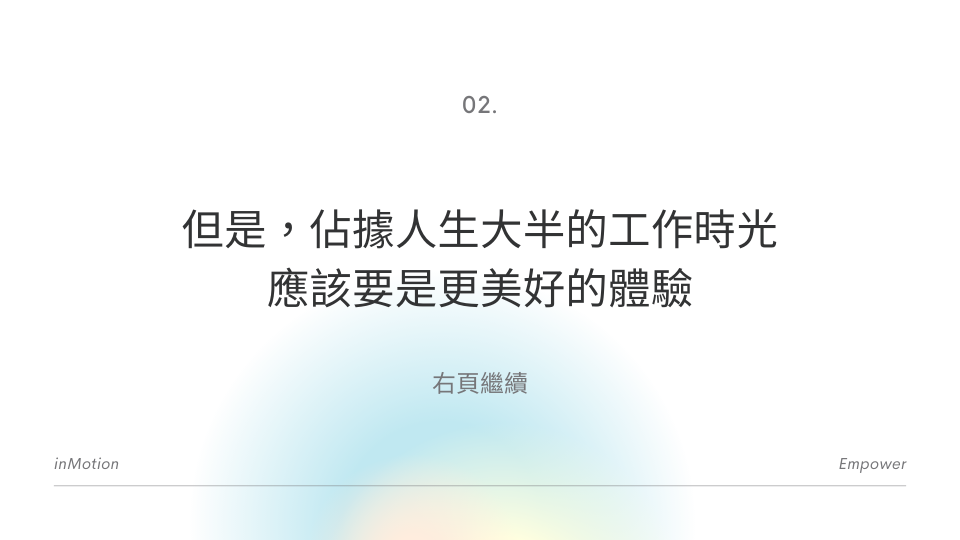 02.
但是，佔據人生大半的工作時光
應該要是更美好的體驗
右頁繼續
inMotion
Empower